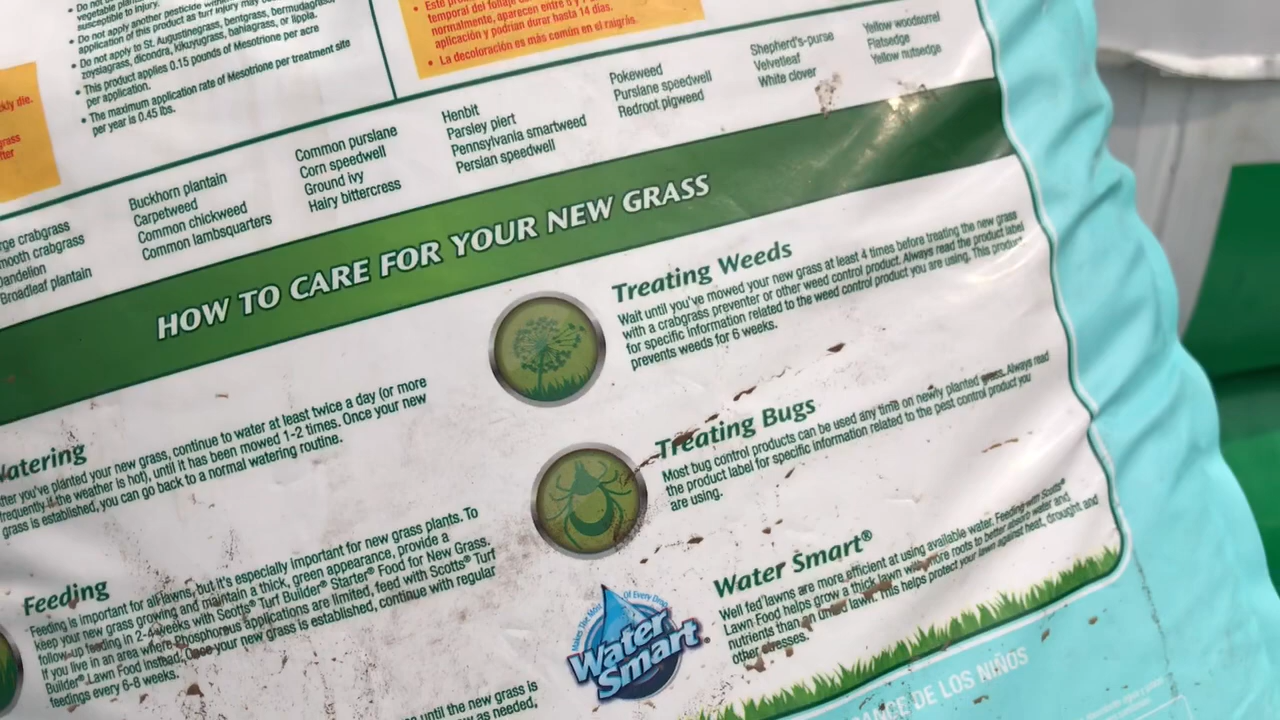 vegetable plants
susceptible to injury.
• Do not apply another pesticide
application of this product as turf injury may
• Do not apply to St. Augustinegrass, bentgrass, bermudagrass
zoysiagrass, dicondra, kikuyugrass, bahiagrass, or lippia.
• This product applies 0.15 pounds of Mesotrione per acre
per application.
• The maximum application rate of Mesotrione per treatment site
per year is 0.45 lbs.
temporal del follaje
normalmente, aparecen entre
aplicación y podrían durar hasta 14 días.
• La decoloración es más común en el raigrás.
die.
grass
crabgrass
crabgrass
Broadleaf plantain
Buckhorn plantain
Carpetweed
Common chickweed
Common lambsquarters
Common purslane
Corn speedwell
Ground ivy
Hairy bittercress
Henbit
Parsley piert
Pennsylvania smartweed
Persian speedwell
Pokeweed
Purslane speedwell
Redroot pigweed
Shepherd's-purse
Velvetleaf
White clover
Yellow woodsorrel
Flatsedge
Yellow nutsedge
HOW TO CARE FOR YOUR NEW GRASS
Treating Weeds
Wait until you've mowed your new grass at least 4 times before treating the new grass
with a crabgrass preventer or other weed control product. Always read the product label
for specific information related to the weed control product you are using. This product
prevents weeds for 6 weeks.
Treating Bugs
Most bug control products can be used any time on newly planted grass. Always read
the product label for specific information related to the pest control product you
are using.
Water Smart®
Well fed lawns are more efficient at using available water. Feeding with Scotts®
Lawn Food helps grow a thick lawn with more roots to better absorb water and
nutrients than an unfed lawn. This helps protect your lawn against heat, drought and
other stresses.
Makes The Most Of Every Drop
Water
Smart®
Watering
After you've planted your new grass, continue to water at least twice a day (or more
frequently if the weather is hot), until it has been mowed 1-2 times. Once your new
grass is established, you can go back to a normal watering routine.
Feeding
Feeding is important for all lawns, but it's especially important for new grass plants. To
keep your new grass growing and maintain a thick, green appearance, provide a
follow-up feeding in 2-4 weeks with Scotts® Turf Builder® Starter® Food for New Grass.
If you live in an area where Phosphorous applications are limited, feed with Scotts® Turf
Builder® Lawn Food instead. Once your new grass is established, continue with regular
feedings every 6-8 weeks.
until the new grass is
as needed,
DE LOS NIÑOS